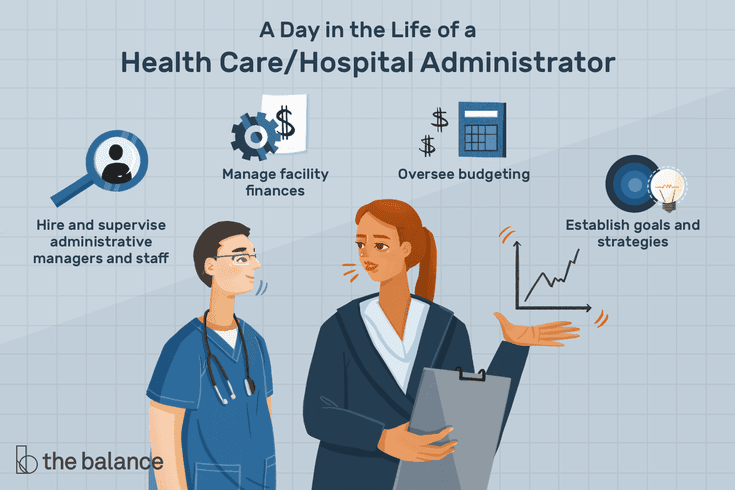 A Day in the Life of a
Health Care/Hospital Administrator
Hire and supervise
administrative
managers and staff
$
Manage facility
finances
$
$
Oversee budgeting
Establish goals and
strategies
the balance